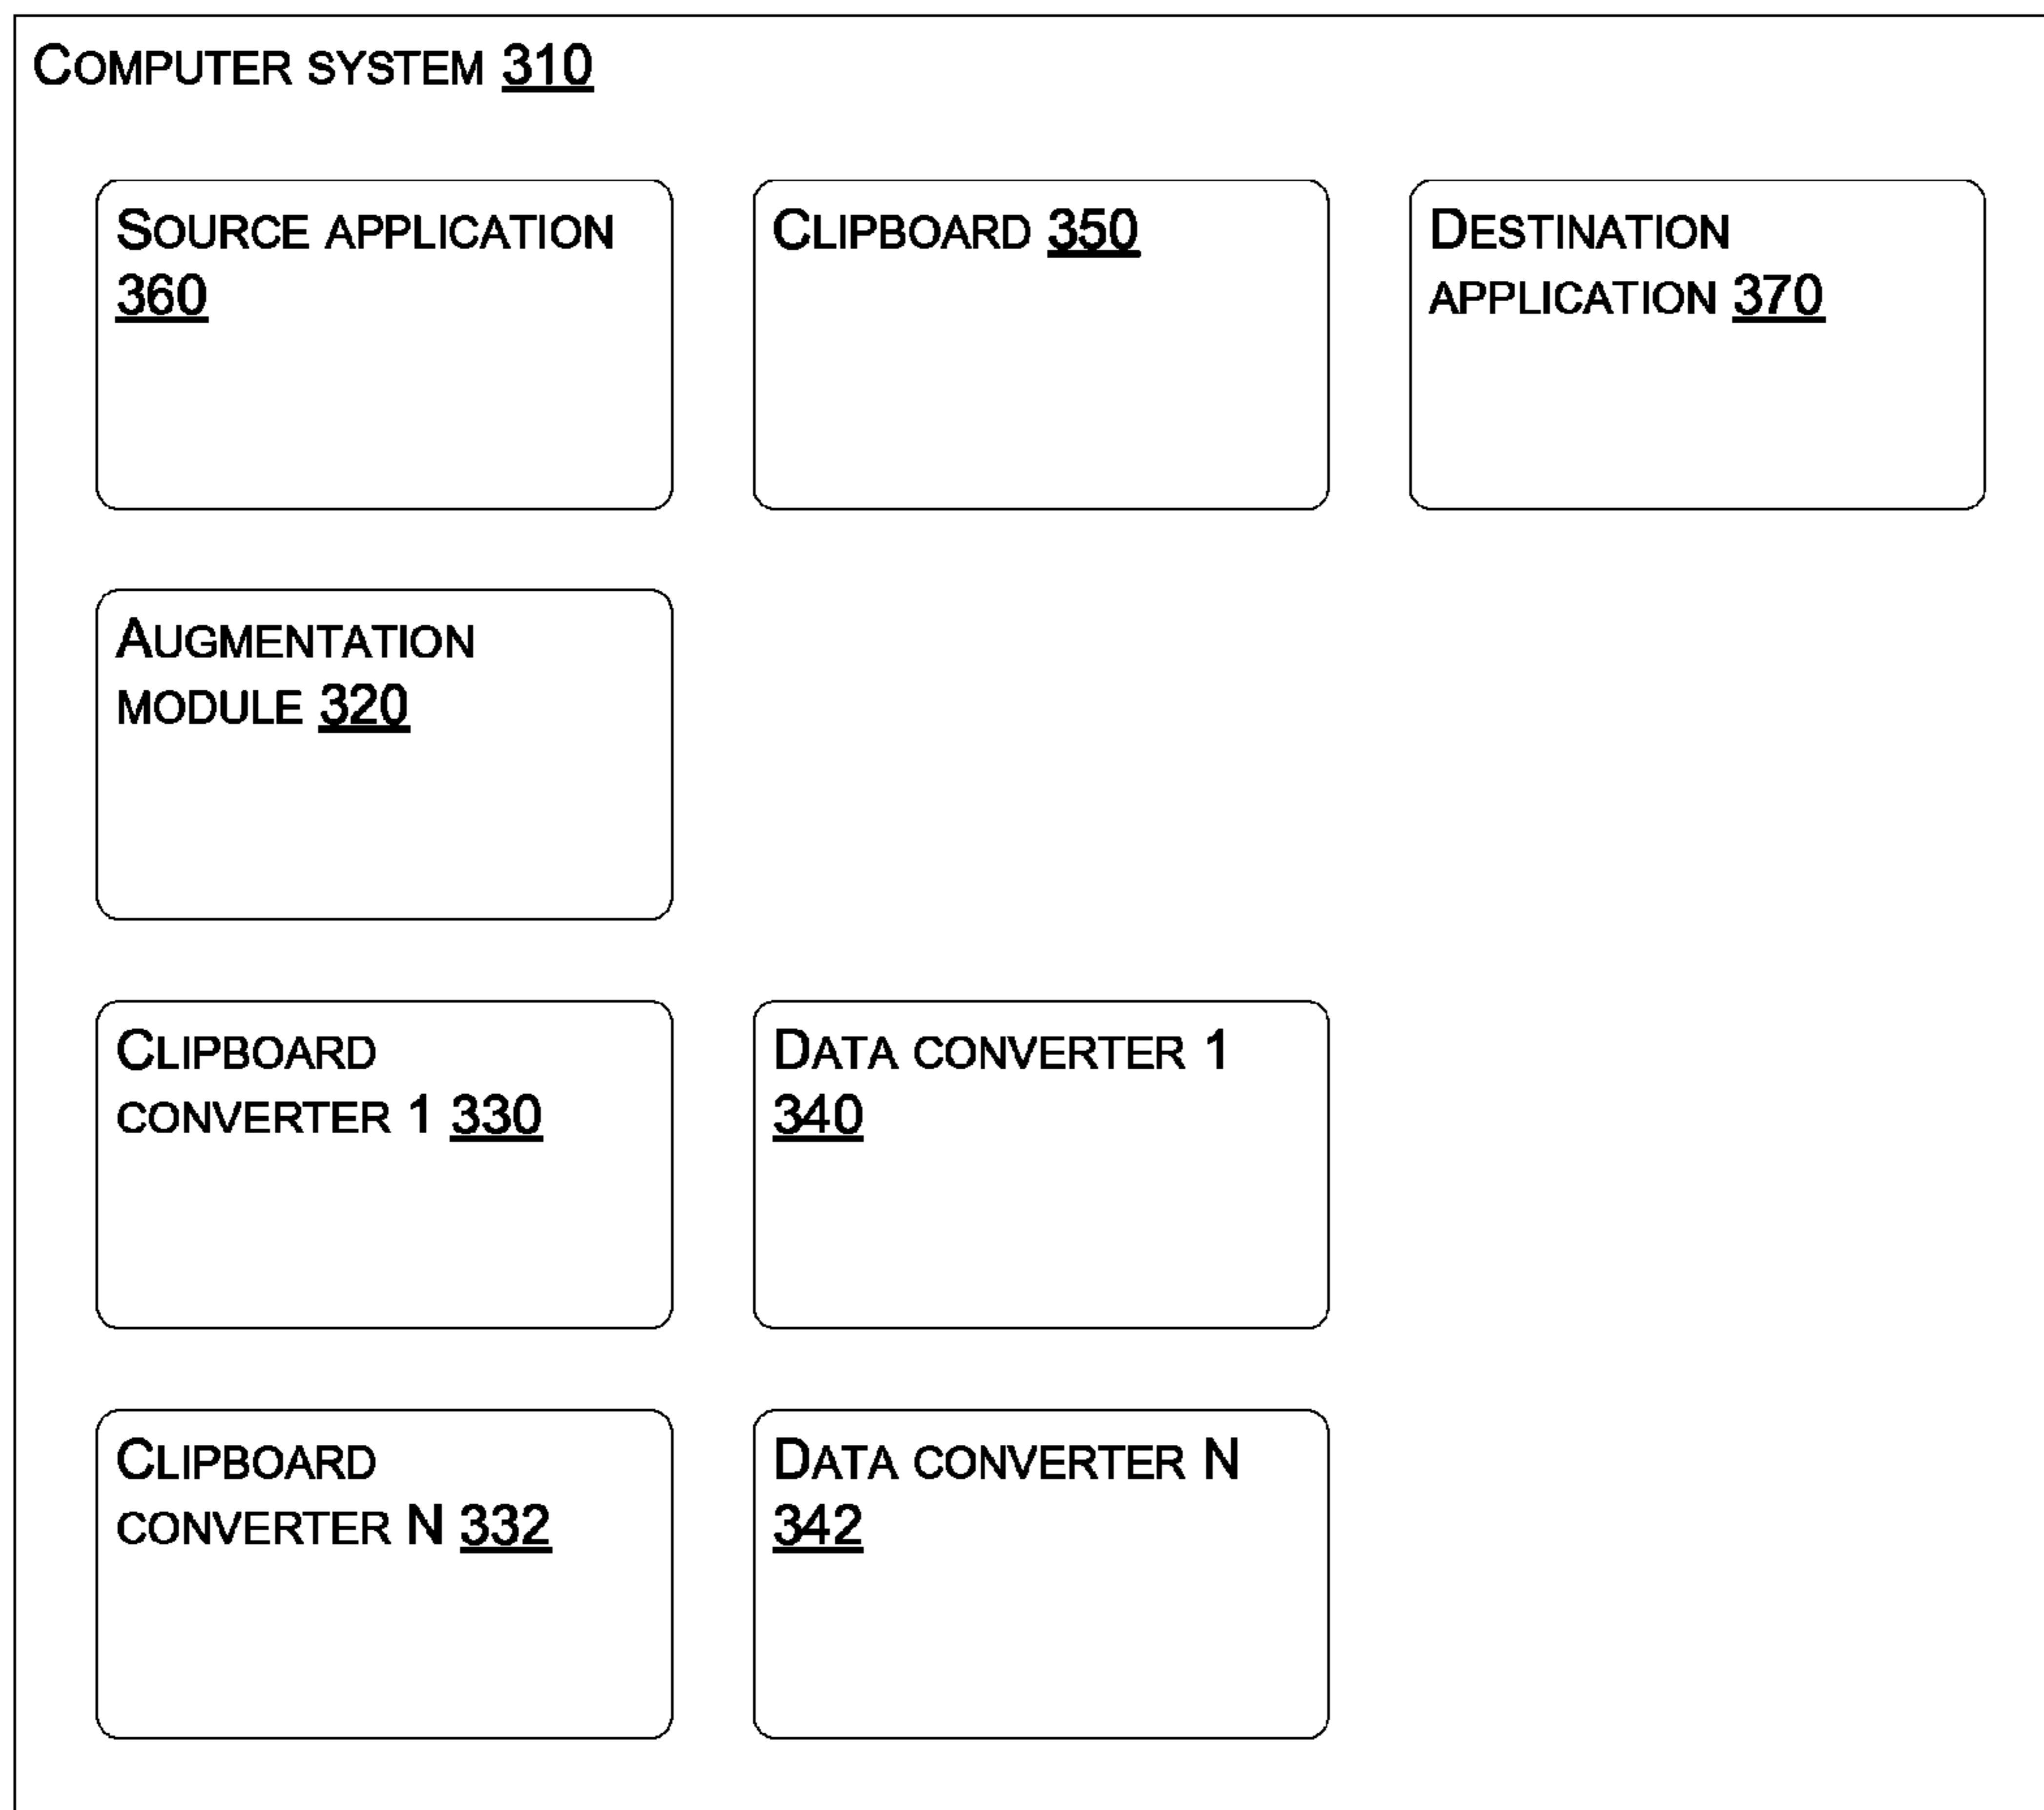 COMPUTER SYSTEM 310
SOURCE APPLICATION
360
CLIPBOARD 350
DESTINATION
APPLICATION 370
AUGMENTATION
MODULE 320
CLIPBOARD
CONVERTER 1 330
DATA CONVERTER 1
340
CLIPBOARD
CONVERTER N 332
DATA CONVERTER N
342